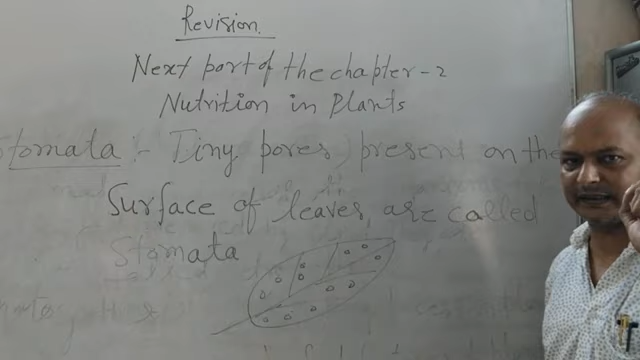 Revision
Next part of the chapter-2
Nutrition in Plants
Stomata :- Tiny pores, present on the
Surface of leaves, are called
Stomata